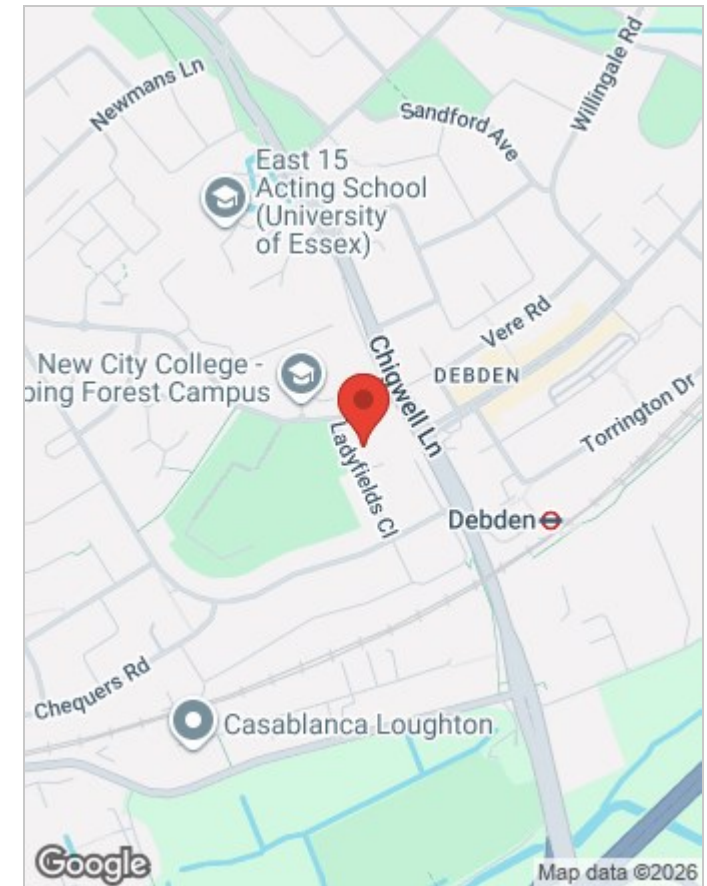 Newmans Ln
Willingale Rd
Sandford Ave
East 15
Acting School
(University
of Essex)
Vere Rd
Chigwell Ln
New City College -
ping Forest Campus
DEBDEN
Torrington Dr
Ladyfields Cl
Debden
Chequers Rd
Casablanca Loughton
Google
Map data ©2026